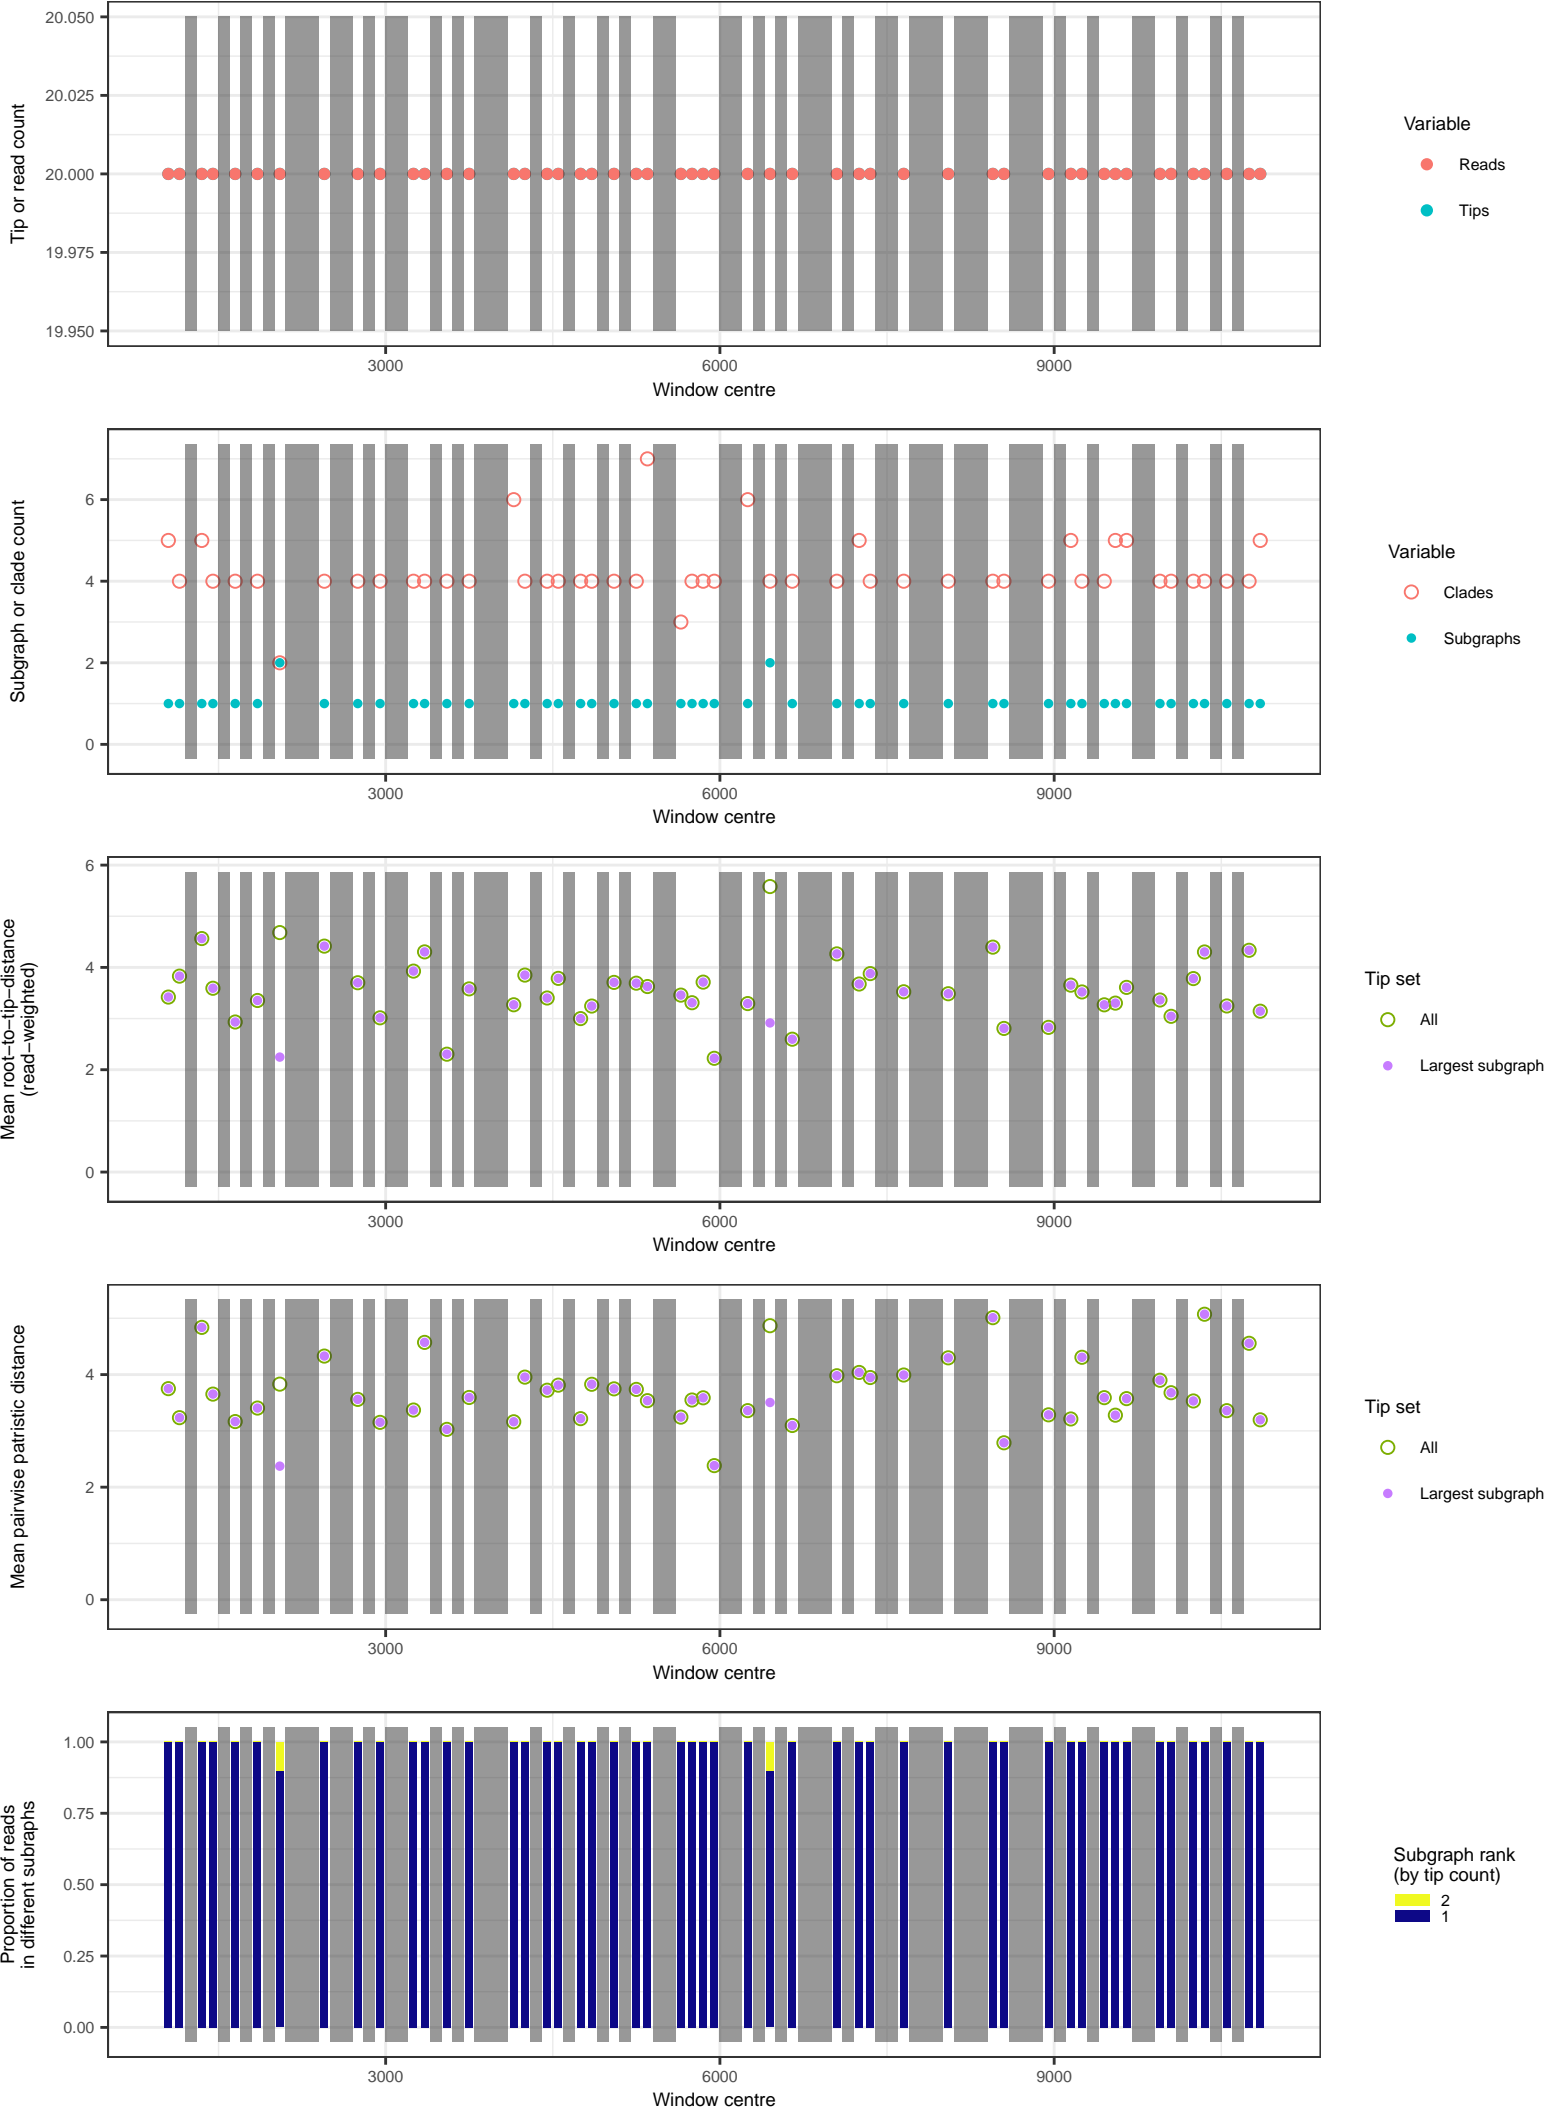 20.050
20.025
20.000
19.975
19.950
Tip or read count
3000
6000
9000
Window centre
Variable
Reads
Tips
6
4
2
0
Subgraph or clade count
3000
6000
9000
Window centre
Variable
Clades
Subgraphs
6
4
2
0
Mean root−to−tip−distance
(read−weighted)
3000
6000
9000
Window centre
Tip set
All
Largest subgraph
4
2
0
Mean pairwise patristic distance
3000
6000
9000
Window centre
Tip set
All
Largest subgraph
1.00
0.75
0.50
0.25
0.00
Proportion of reads
in different subraphs
3000
6000
9000
Window centre
Subgraph rank
(by tip count)
2
1